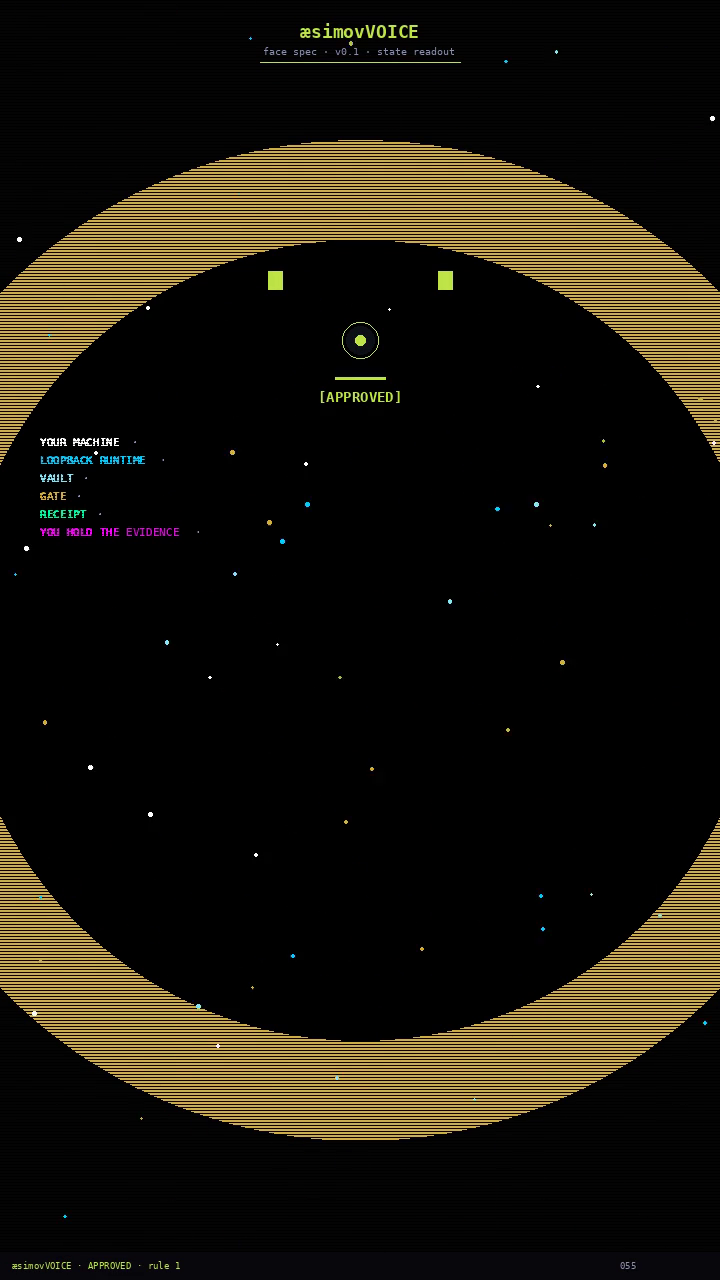 æsimovVOICE
face spec · v0.1 · state readout
[APPROVED]
YOUR MACHINE ·
LOOPBACK RUNTIME ·
VAULT ·
GATE ·
RECEIPT ·
YOU HOLD THE EVIDENCE ·
æsimovVOICE · APPROVED · rule 1
055